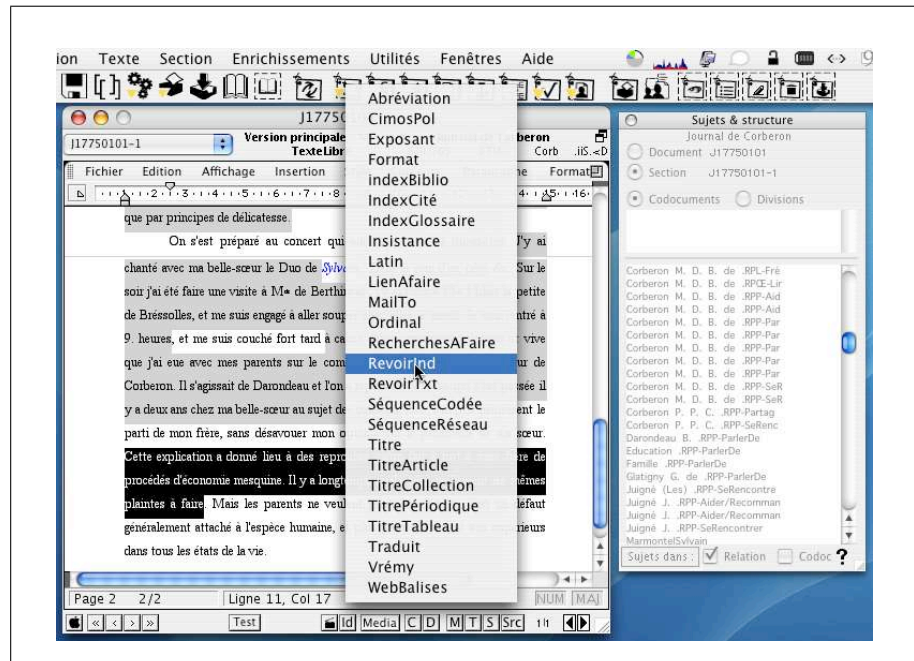 ion Texte Section Enrichissements Utilités Fenêtres Aide
J1775
J17750101-1
Version principale
beron
TexteLibr
Corb .iiS.<D
Fichier Edition Affichage Insertion
e Format
que par principes de délicatesse.
On s'est préparé au concert qui
J'y ai
chanté avec ma belle-sœur le Duo de Sylv
Sur le
soir j'ai été faire une visite à M• de Berthi
petite
de Bréssolles, et me suis engagé à aller soup
ntré à
9. heures, et me suis couché fort tard à ca
vive
que j'ai eue avec mes parents sur le com
ur de
Corberon. Il s'agissait de Darondeau et l'on
sée il
y a deux ans chez ma belle-sœur au sujet de
ent le
parti de mon frère, sans désavouer mon o
sœur.
Cette explication a donné lieu à des repro
re de
procédés d'économie mesquine. Il y a longt
êmes
plaintes à faire. Mais les parents ne veul
défaut
généralement attaché à l'espèce humaine, e
rieurs
dans tous les états de la vie.
Page 2 2/2 Ligne 11, Col 17 NUM MAJ
« < > » Test Id Media C D M T S Src 1/1
Abréviation
CimosPol
Exposant
Format
indexBiblio
IndexCité
IndexGlossaire
Insistance
Latin
LienAfaire
MailTo
Ordinal
RecherchesAFaire
RevoirInd
RevoirTxt
SéquenceCodée
SéquenceRéseau
Titre
TitreArticle
TitreCollection
TitrePériodique
TitreTableau
Traduit
Vrémy
WebBalises
Sujets & structure
Journal de Corberon
Document J17750101
Section J17750101-1
Codocuments Divisions
Corberon M. D. B. de .RPL-Fré
Corberon M. D. B. de .RPCE-Lir
Corberon M. D. B. de .RPP-Aid
Corberon M. D. B. de .RPP-Aid
Corberon M. D. B. de .RPP-Par
Corberon M. D. B. de .RPP-Par
Corberon M. D. B. de .RPP-Par
Corberon M. D. B. de .RPP-Par
Corberon M. D. B. de .RPP-Par
Corberon M. D. B. de .RPP-SeR
Corberon M. D. B. de .RPP-SeR
Corberon P. P. C. .RPP-Partag
Corberon P. P. C. .RPP-SeRenc
Darondeau B. .RPP-ParlerDe
Education .RPP-ParlerDe
Famille .RPP-ParlerDe
Glatigny G. de .RPP-ParlerDe
Juigné (Les) .RPP-SeRencontre
Juigné J. .RPP-Aider/Recomman
Juigné J. .RPP-Aider/Recomman
Juigné J. .RPP-SeRencontrer
MarmontelSylvain
Sujets dans : Relation Codoc ?